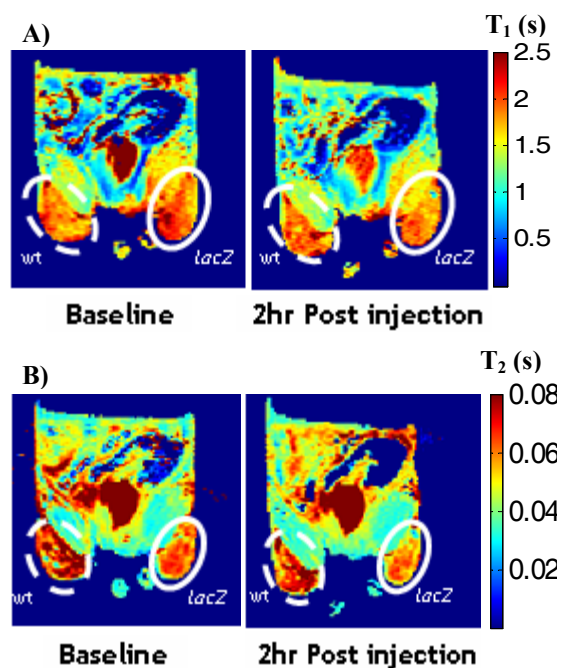 A)
T1 (s)
2.5
2
1.5
1
0.5
wt
lacZ
wt
lacZ
Baseline
2hr Post injection
B)
T2 (s)
0.08
0.06
0.04
0.02
wt
lacZ
wt
lacZ
Baseline
2hr Post injection